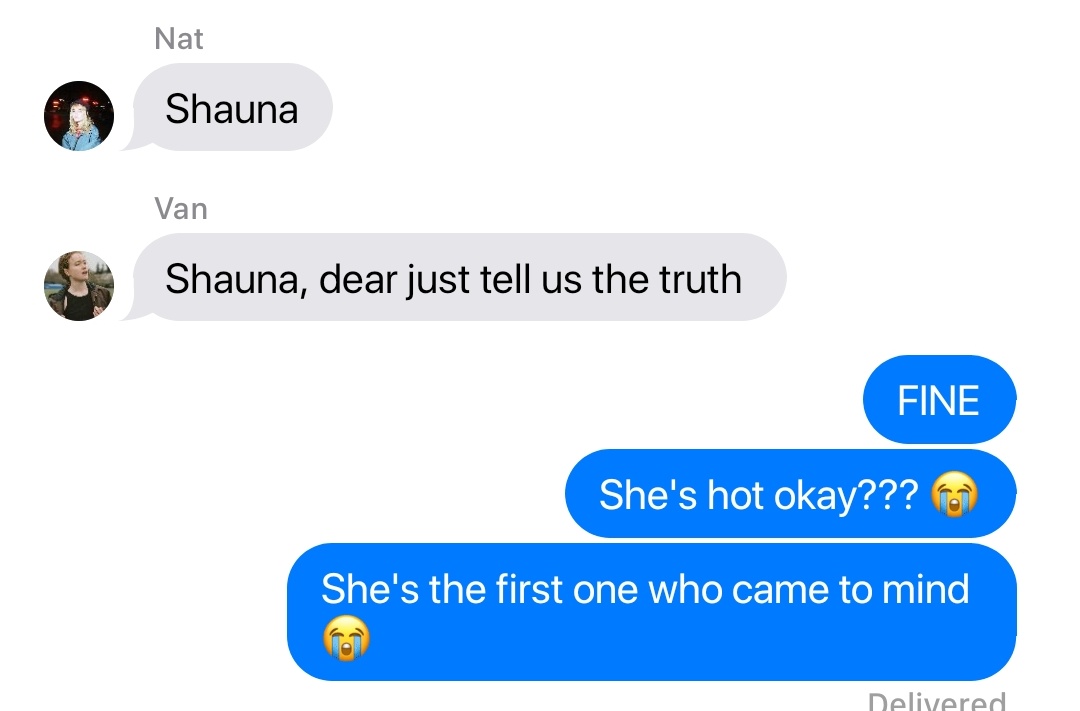 Nat
Shauna
Van
Shauna, dear just tell us the truth
FINE
She's hot okay??? 😭
She's the first one who came to mind
😭
Delivered